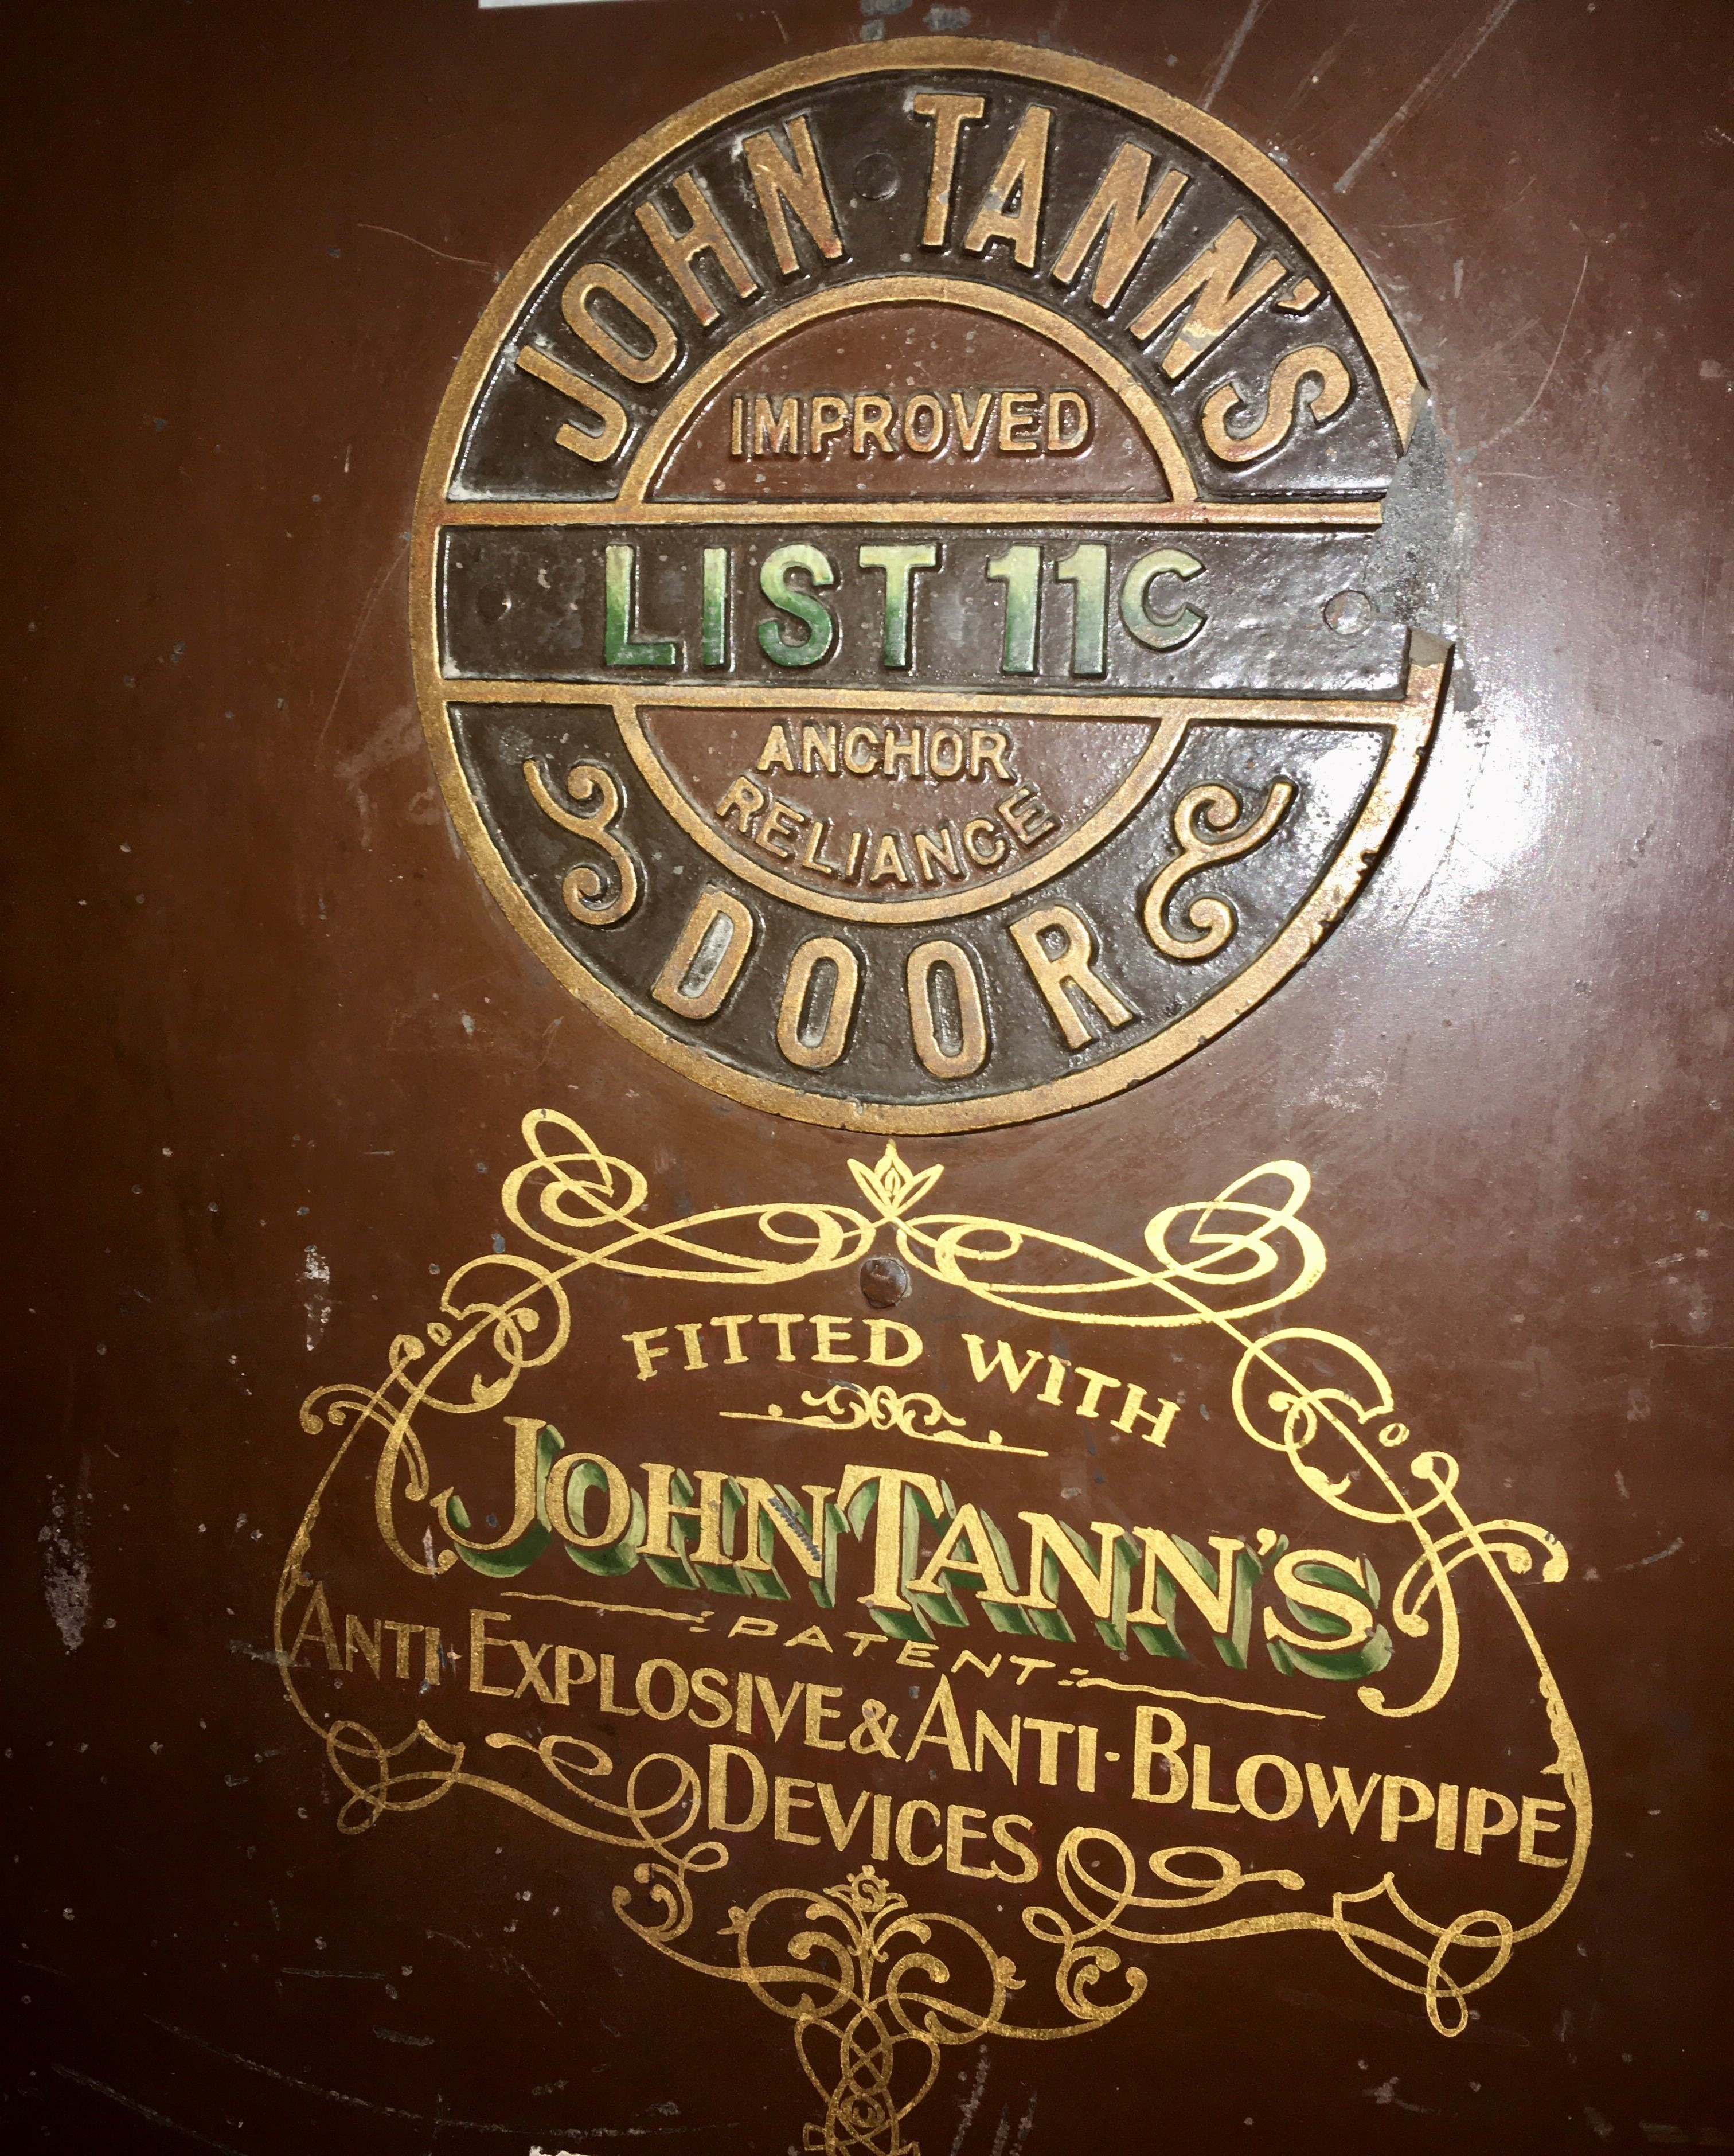 JOHN TANN'S
IMPROVED
LIST 11C
ANCHOR
RELIANCE
DOOR
FITTED WITH
JOHN TANN'S
PATENT
ANTI-EXPLOSIVE & ANTI-BLOWPIPE
DEVICES